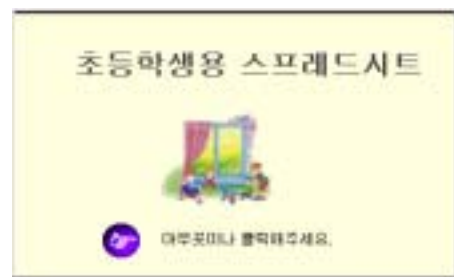 초등학생용 스프레드시트
아무곳이나 클릭해주세요.